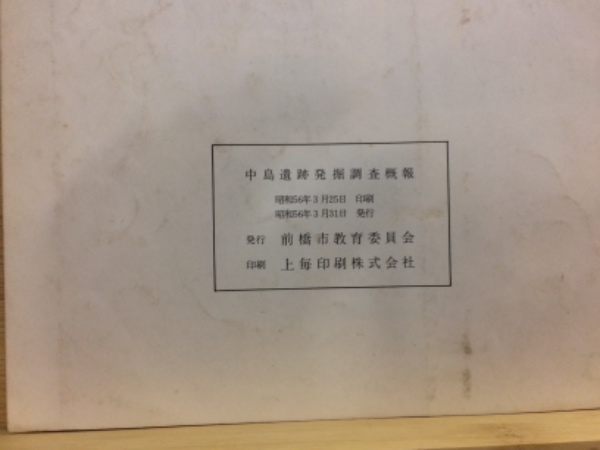 中島遺跡発掘調査概報
昭和56年3月25日 印刷
昭和56年3月31日 発行
発行 前橋市教育委員会
印刷 上毎印刷株式会社